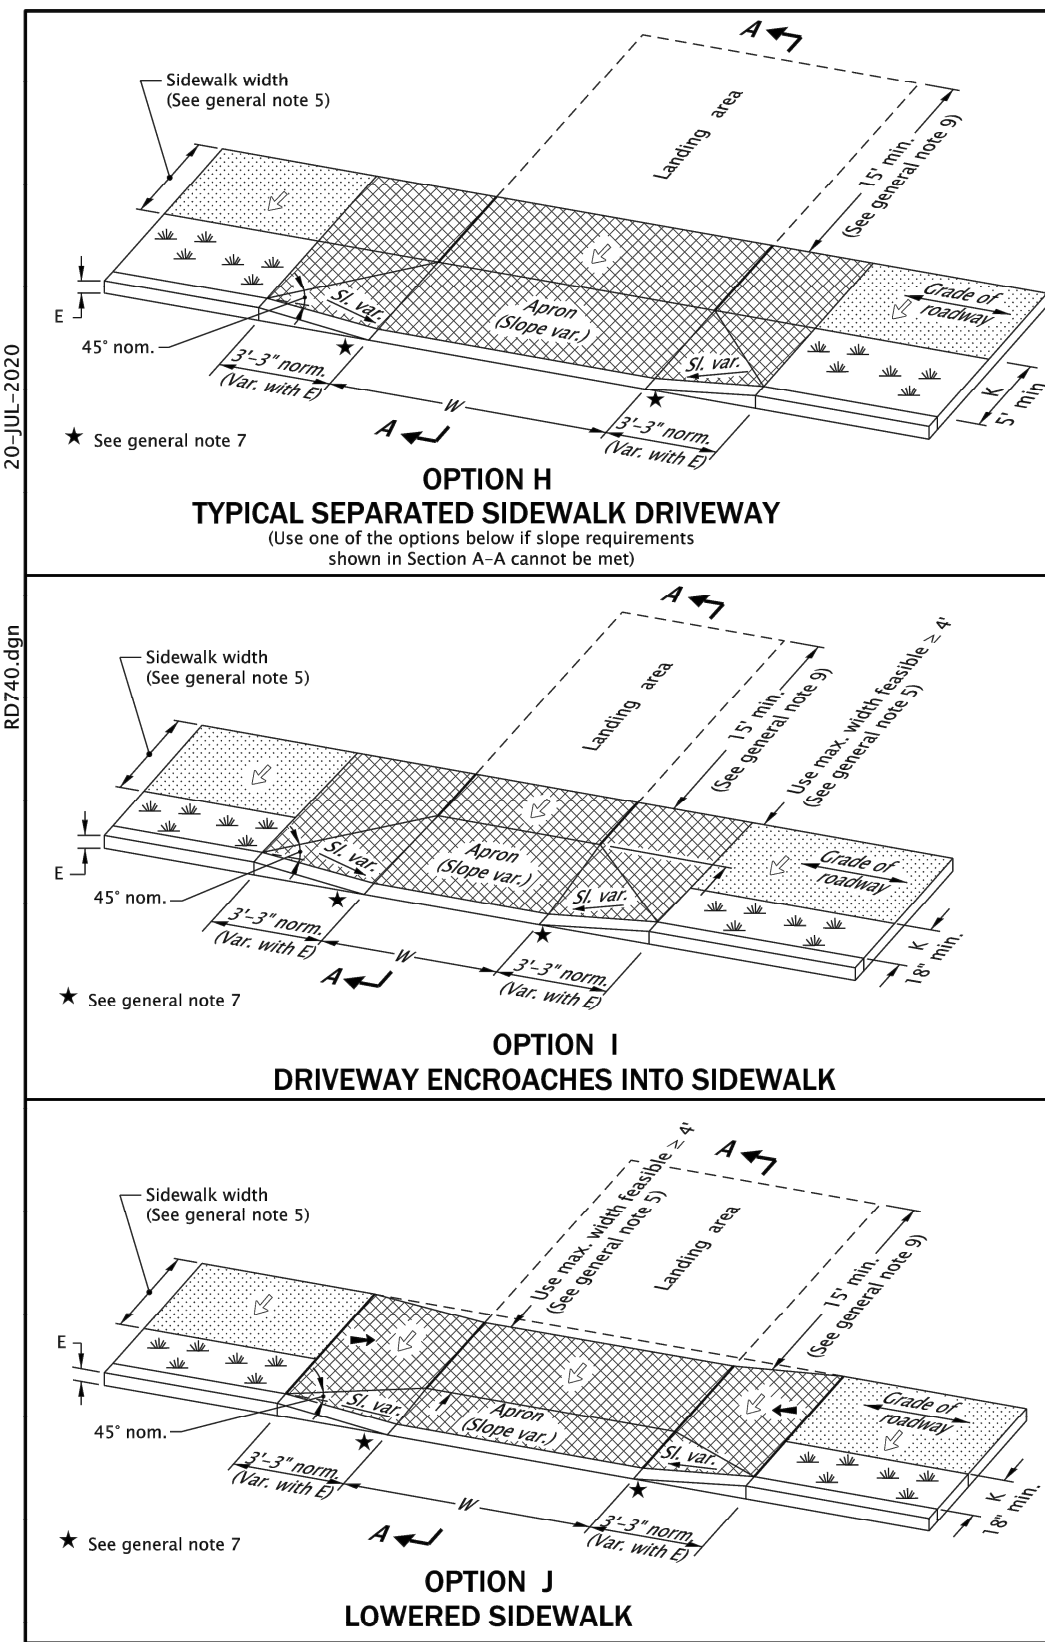 20-JUL-2020
RD740.dgn
A
Sidewalk width
(See general note 5)
Landing area
15' min.
(See general note 9)
Grade of
roadway
E
45° nom.
Sl. var.
Apron
(Slope var.)
Sl. var.
3'-3" norm.
(Var. with E)
W
3'-3" norm.
(Var. with E)
K
5' min.
A
★ See general note 7
OPTION H
TYPICAL SEPARATED SIDEWALK DRIVEWAY
(Use one of the options below if slope requirements
shown in Section A-A cannot be met)
A
Sidewalk width
(See general note 5)
Landing area
15' min.
(See general note 9)
Use max. width feasible ≥ 4'
(See general note 5)
Grade of
roadway
E
45° nom.
Sl. var.
Apron
(Slope var.)
Sl. var.
3'-3" norm.
(Var. with E)
W
3'-3" norm.
(Var. with E)
K
18" min.
A
★ See general note 7
OPTION I
DRIVEWAY ENCROACHES INTO SIDEWALK
A
Sidewalk width
(See general note 5)
Use max. width feasible ≥ 4'
(See general note 5)
Landing area
15' min.
(See general note 9)
Grade of
roadway
E
45° nom.
Sl. var.
Apron
(Slope var.)
Sl. var.
3'-3" norm.
(Var. with E)
W
3'-3" norm.
(Var. with E)
K
18" min.
A
★ See general note 7
OPTION J
LOWERED SIDEWALK